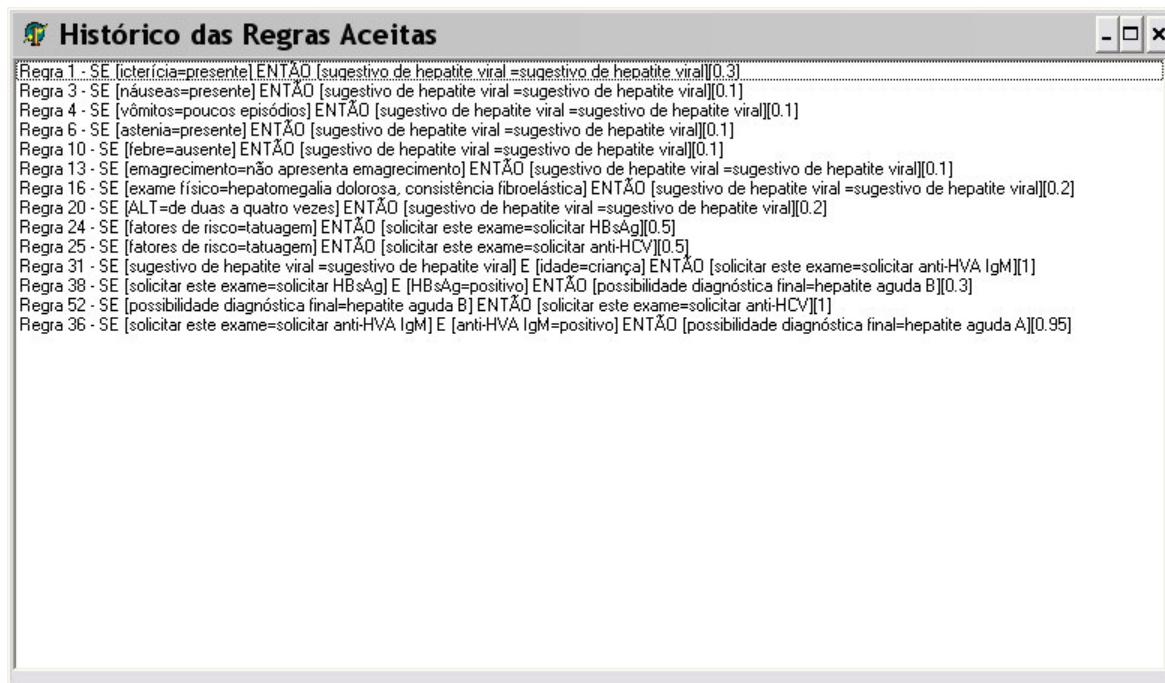 Histórico das Regras Aceitas
Regra 1 - SE [icterícia=presente] ENTÃO [sugestivo de hepatite viral =sugestivo de hepatite viral][0.3]
Regra 3 - SE [náuseas=presente] ENTÃO [sugestivo de hepatite viral =sugestivo de hepatite viral][0.1]
Regra 4 - SE [vômitos=poucos episódios] ENTÃO [sugestivo de hepatite viral =sugestivo de hepatite viral][0.1]
Regra 6 - SE [astenia=presente] ENTÃO [sugestivo de hepatite viral =sugestivo de hepatite viral][0.1]
Regra 10 - SE [febre=ausente] ENTÃO [sugestivo de hepatite viral =sugestivo de hepatite viral][0.1]
Regra 13 - SE [emagrecimento=não apresenta emagrecimento] ENTÃO [sugestivo de hepatite viral =sugestivo de hepatite viral][0.1]
Regra 16 - SE [exame físico=hepatomegalia dolorosa, consistência fibroelástica] ENTÃO [sugestivo de hepatite viral =sugestivo de hepatite viral][0.2]
Regra 20 - SE [ALT=de duas a quatro vezes] ENTÃO [sugestivo de hepatite viral =sugestivo de hepatite viral][0.2]
Regra 24 - SE [fatores de risco=tatuagem] ENTÃO [solicitar este exame=solicitar HBsAg][0.5]
Regra 25 - SE [fatores de risco=tatuagem] ENTÃO [solicitar este exame=solicitar anti-HCV][0.5]
Regra 31 - SE [sugestivo de hepatite viral =sugestivo de hepatite viral] E [idade=criança] ENTÃO [solicitar este exame=solicitar anti-HVA IgM][1]
Regra 38 - SE [solicitar este exame=solicitar HBsAg] E [HBsAg=positivo] ENTÃO [possibilidade diagnóstica final=hepatite aguda B][0.3]
Regra 52 - SE [possibilidade diagnóstica final=hepatite aguda B] ENTÃO [solicitar este exame=solicitar anti-HCV][1]
Regra 36 - SE [solicitar este exame=solicitar anti-HVA IgM] E [anti-HVA IgM=positivo] ENTÃO [possibilidade diagnóstica final=hepatite aguda A][0.95]